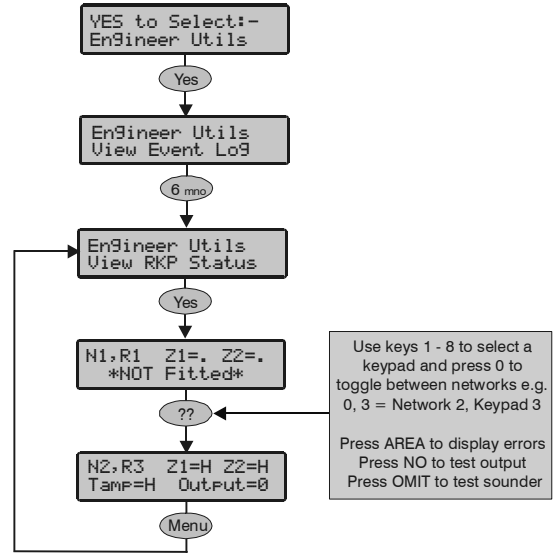 YES to Select:-
Engineer Utils
Yes
Engineer Utils
View Event Log
6 mno
Engineer Utils
View RKP Status
Yes
N1,R1 Z1=. Z2=.
*NOT Fitted*
??
Use keys 1 - 8 to select a
keypad and press 0 to
toggle between networks e.g.
0, 3 = Network 2, Keypad 3
Press AREA to display errors
Press NO to test output
Press OMIT to test sounder
N2,R3 Z1=H Z2=H
Tamp=H Output=0
Menu